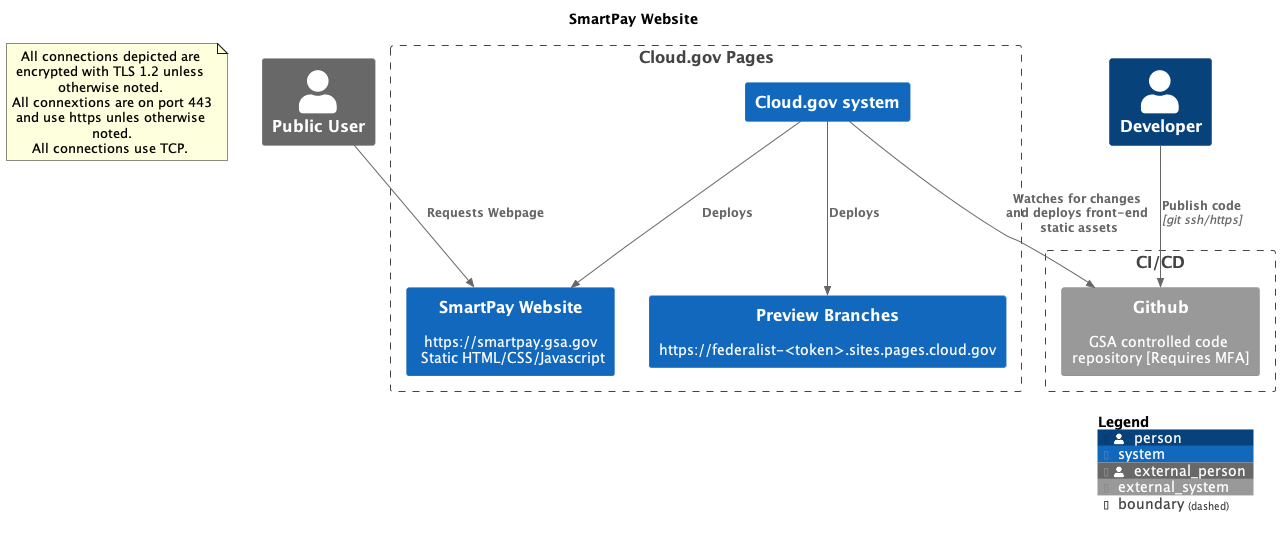 SmartPay Website
All connections depicted are
encrypted with TLS 1.2 unless
otherwise noted.
All connextions are on port 443
and use https unles otherwise
noted.
All connections use TCP.
Public User
Cloud.gov Pages
Cloud.gov system
Developer
Requests Webpage
Deploys
Deploys
Watches for changes
and deploys front-end
static assets
Publish code
[git ssh/https]
CI/CD
SmartPay Website
https://smartpay.gsa.gov
Static HTML/CSS/Javascript
Preview Branches
https://federalist-<token>.sites.pages.cloud.gov
Github
GSA controlled code
repository [Requires MFA]
Legend
person
system
external_person
external_system
boundary (dashed)